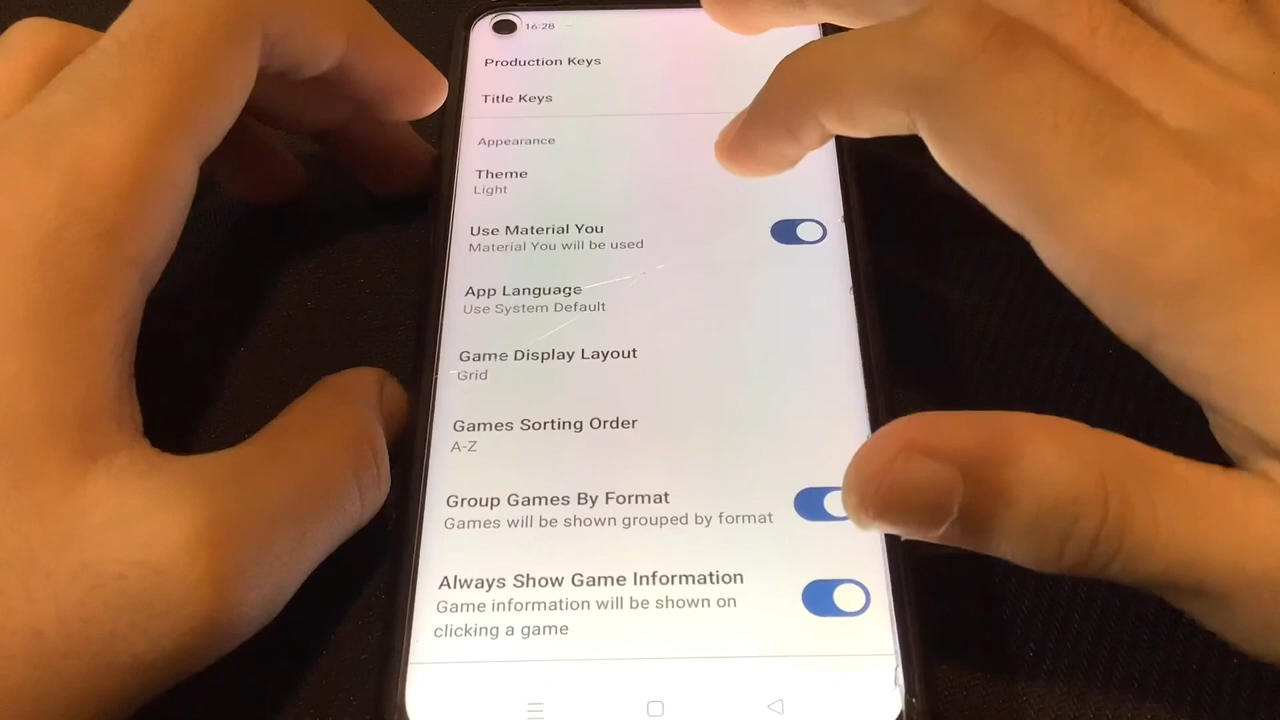 16:28
Production Keys
Title Keys
Appearance
Theme
Light
Use Material You
Material You will be used
App Language
Use System Default
Game Display Layout
Grid
Games Sorting Order
A-Z
Group Games By Format
Games will be shown grouped by format
Always Show Game Information
Game information will be shown on
clicking a game